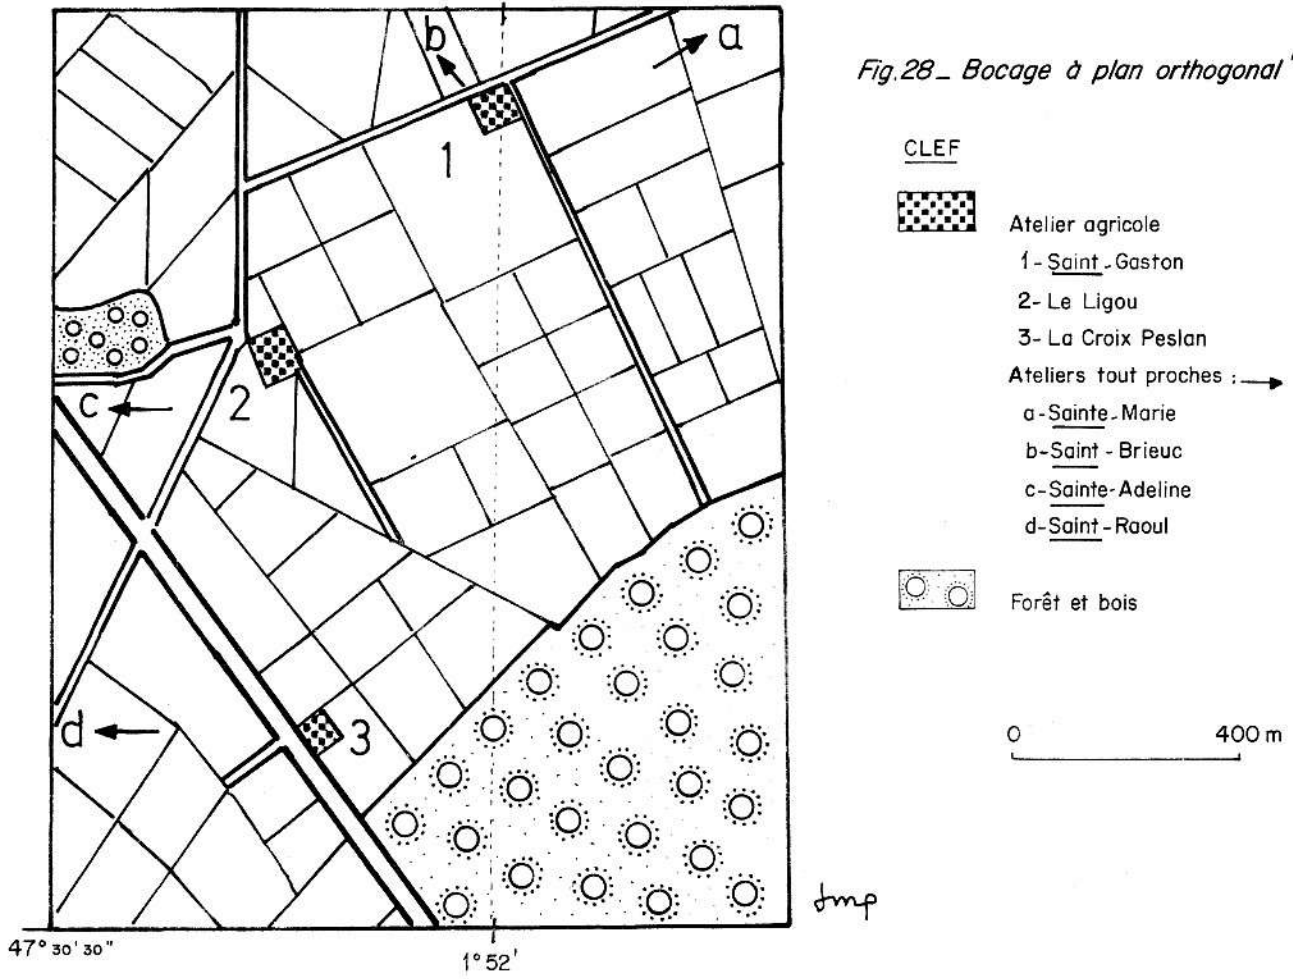 Fig.28_ Bocage à plan orthogonal
CLEF
Atelier agricole
1-Saint-Gaston
2- Le Ligou
3- La Croix Peslan
Ateliers tout proches :
a-Sainte-Marie
b-Saint-Brieuc
c-Sainte-Adeline
d-Saint-Raoul
Forêt et bois
0 400 m
b
a
1
2
c
d
3
47° 30' 30"
1° 52'